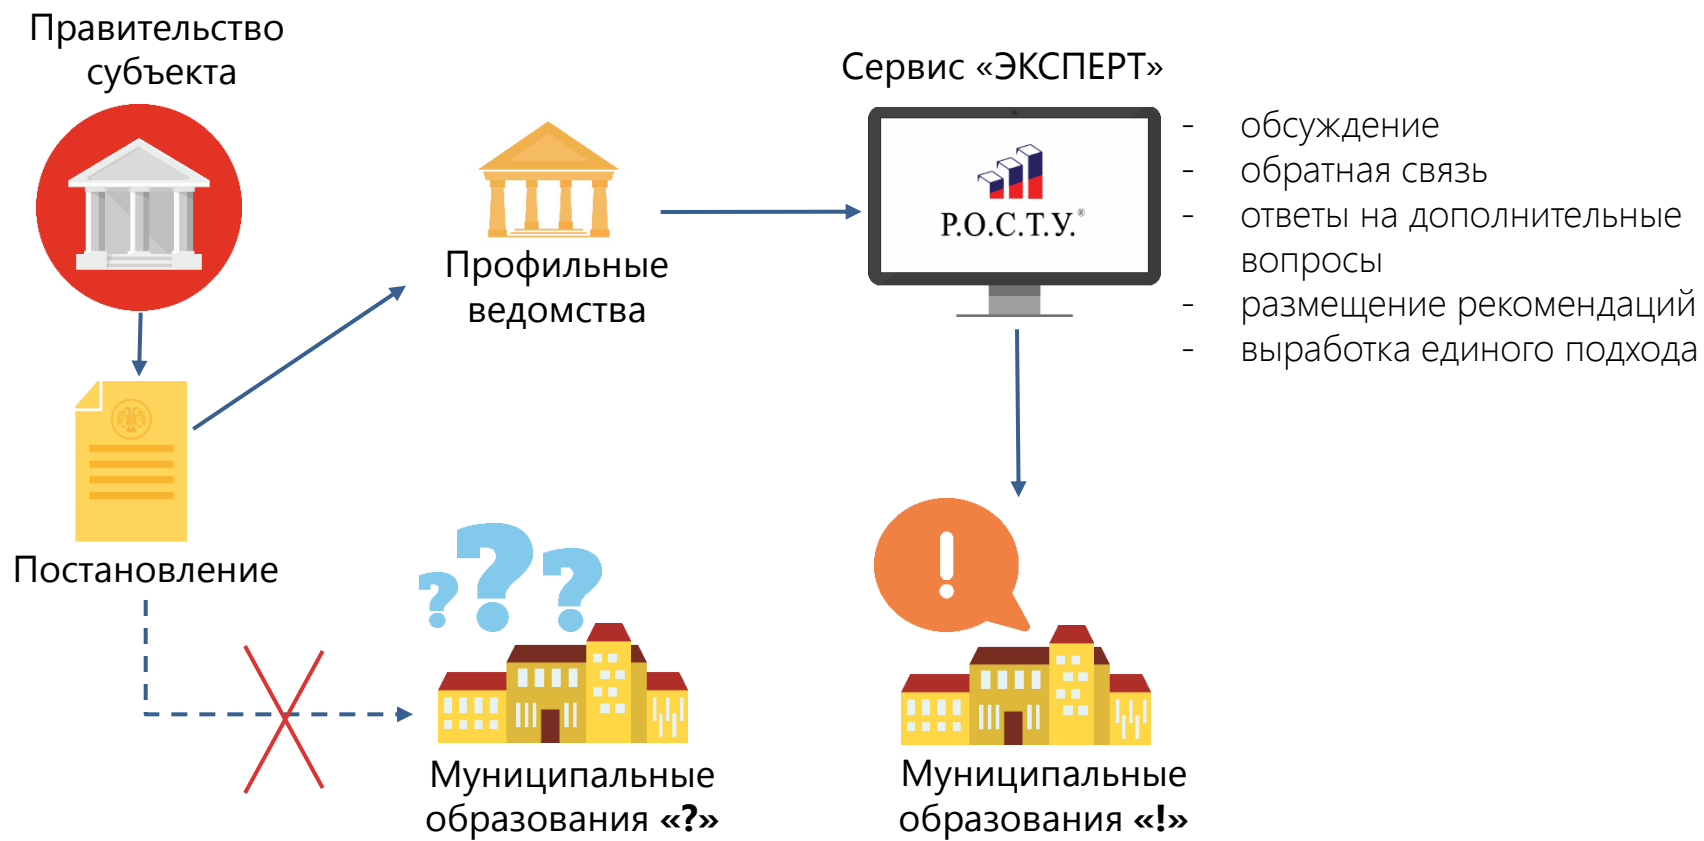 Правительство
субъекта
Сервис «ЭКСПЕРТ»
Р.О.С.Т.У.®
- обсуждение
- обратная связь
- ответы на дополнительные
вопросы
- размещение рекомендаций
- выработка единого подхода
Профильные
ведомства
Постановление
???
!
Муниципальные
образования «?»
Муниципальные
образования «!»